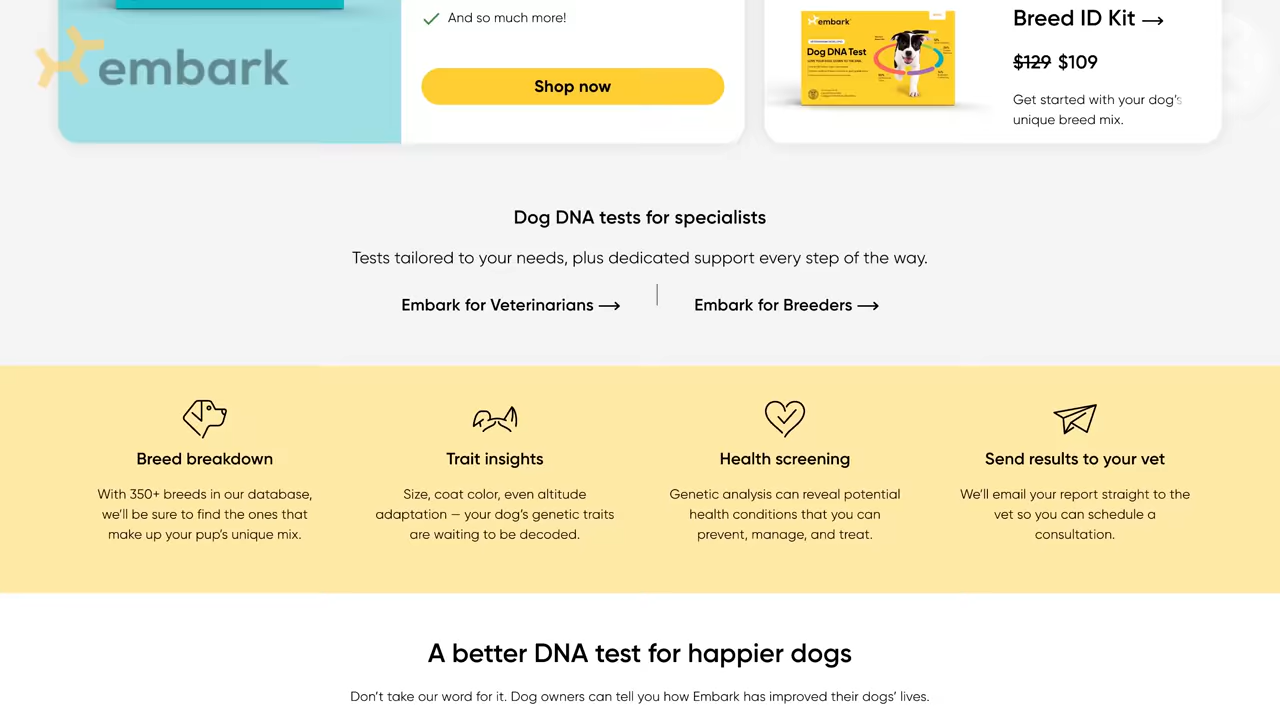 And so much more!
Shop now
embark
embark
Dog DNA Test
Breed ID Kit
$129 $109
Get started with your dog's
unique breed mix.
Dog DNA tests for specialists
Tests tailored to your needs, plus dedicated support every step of the way.
Embark for Veterinarians
Embark for Breeders
Breed breakdown
With 350+ breeds in our database,
we'll be sure to find the ones that
make up your pup's unique mix.
Trait insights
Size, coat color, even altitude
adaptation — your dog's genetic traits
are waiting to be decoded.
Health screening
Genetic analysis can reveal potential
health conditions that you can
prevent, manage, and treat.
Send results to your vet
We'll email your report straight to the
vet so you can schedule a
consultation.
A better DNA test for happier dogs
Don't take our word for it. Dog owners can tell you how Embark has improved their dogs' lives.